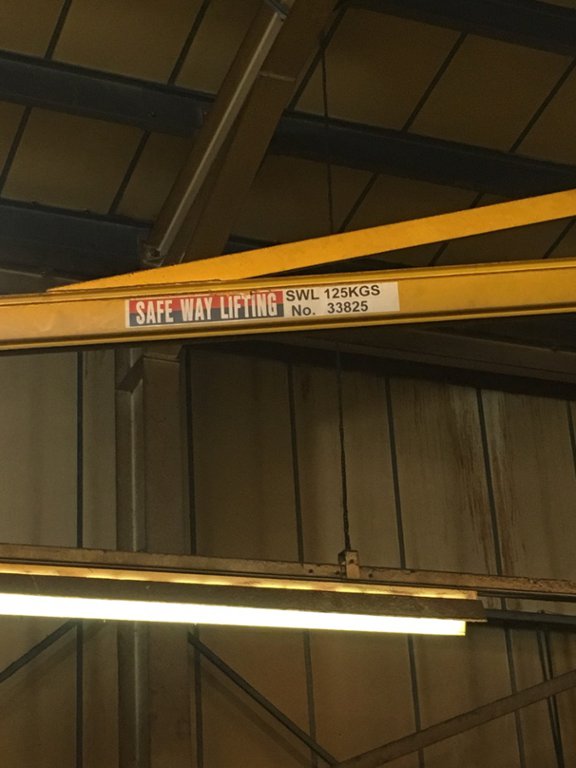 SAFE WAY LIFTING
SWL 125KGS
No. 33825